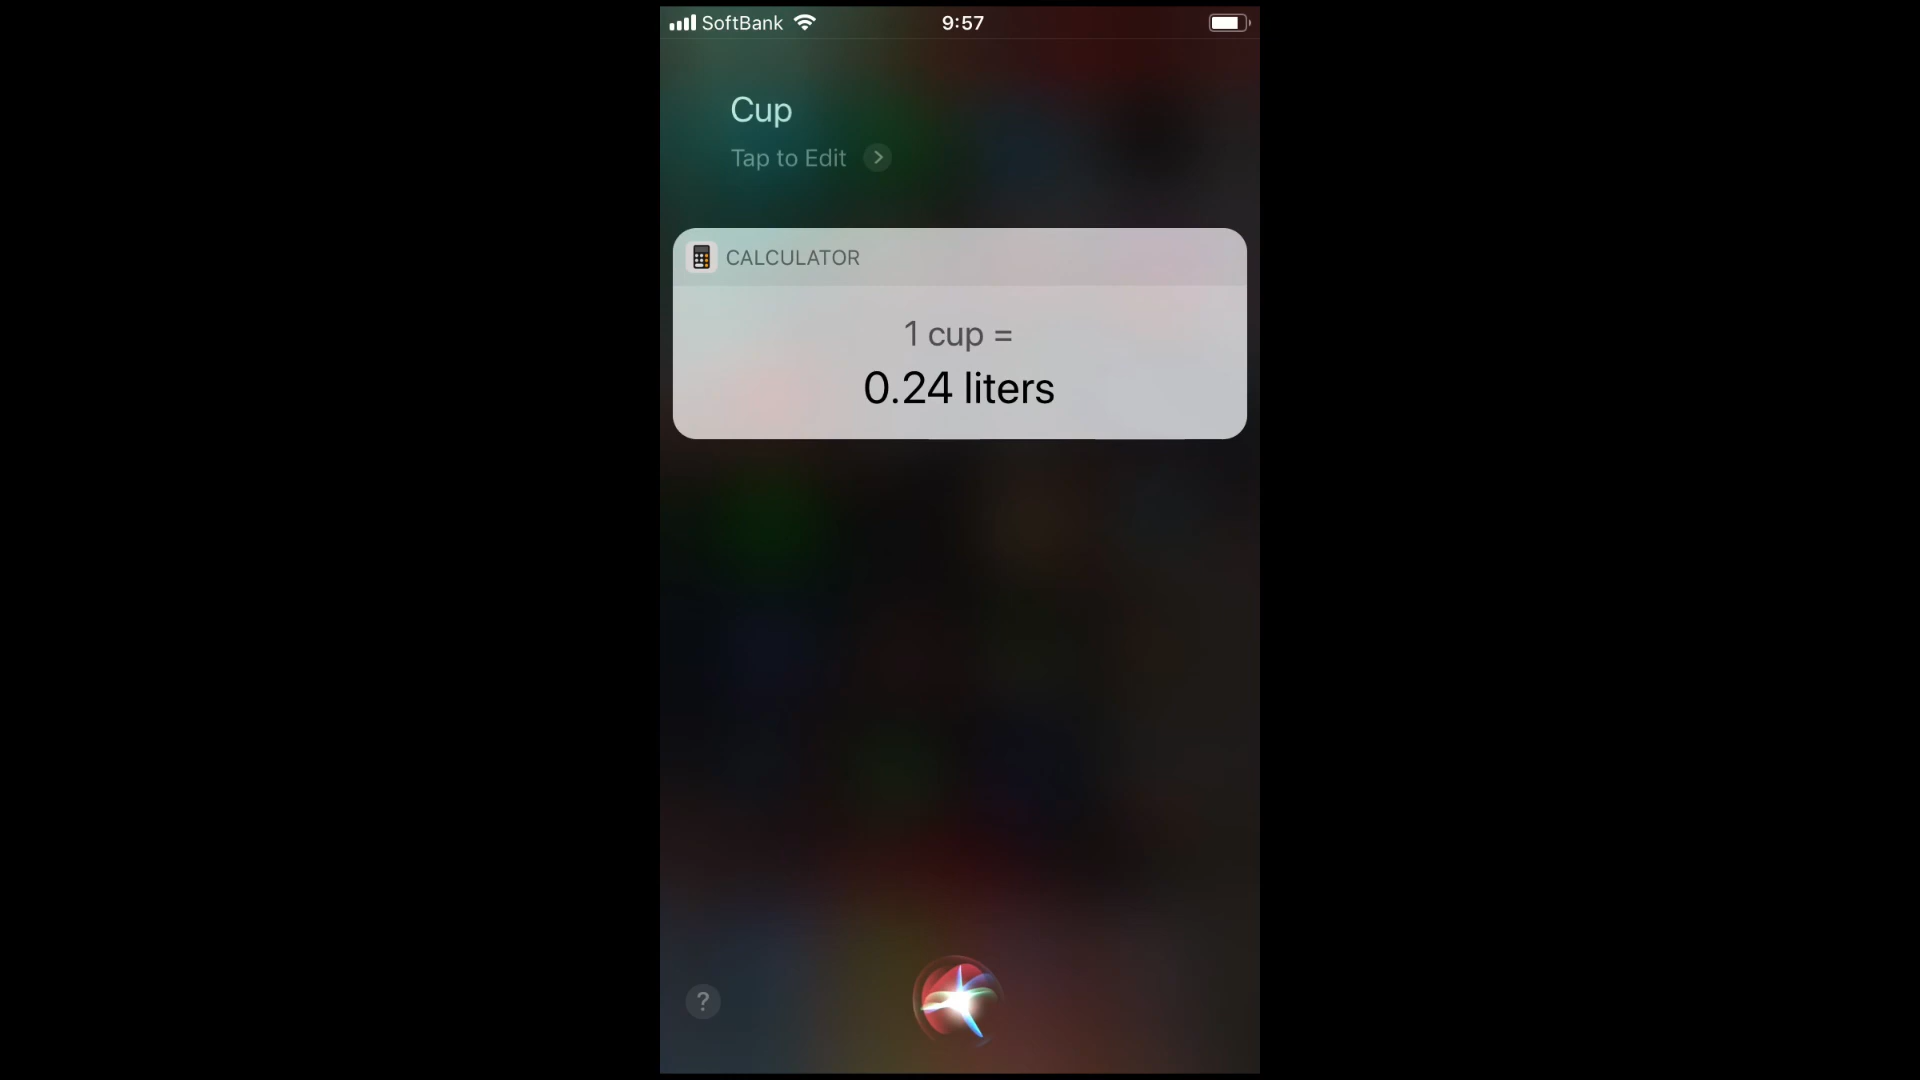 SoftBank 9:57
Cup
Tap to Edit
CALCULATOR
1 cup =
0.24 liters
?